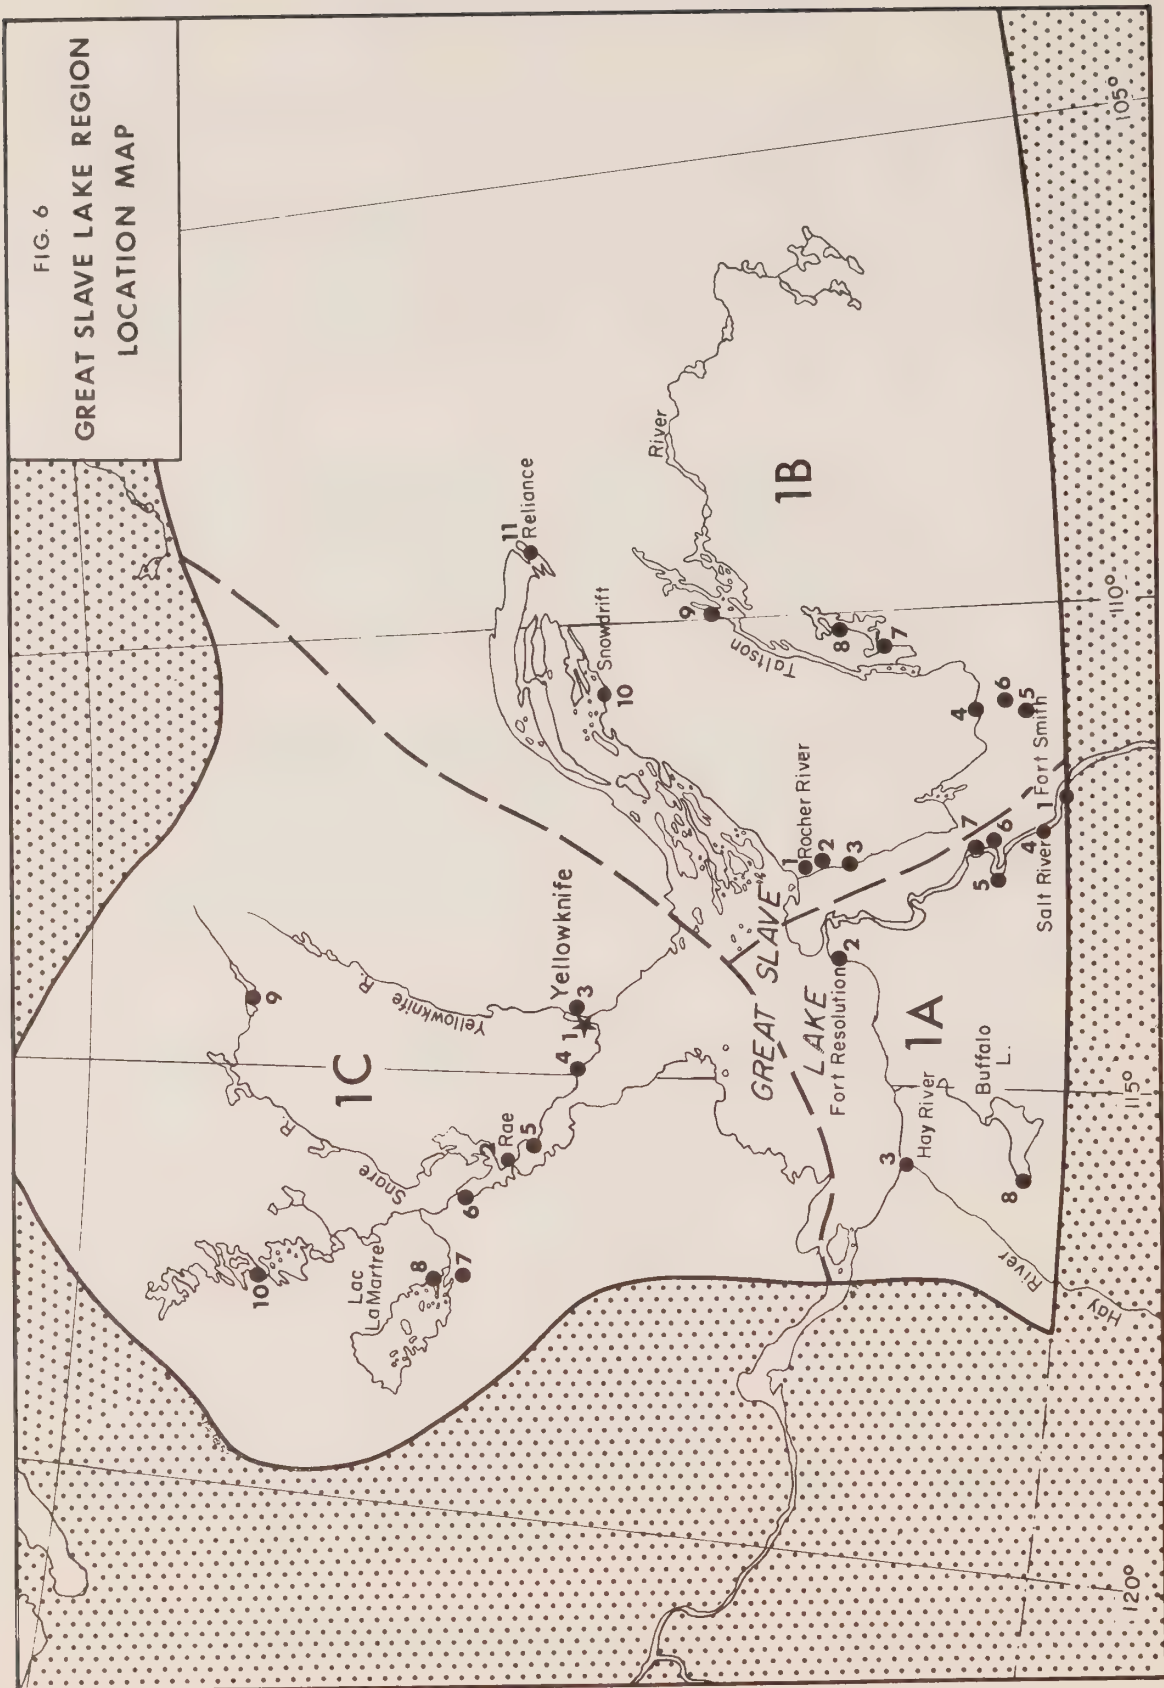 FIG. 6
GREAT SLAVE LAKE REGION
LOCATION MAP
105°
110°
115°
120°
1C
9
Yellowknife R.
Snare R.
10
Lac
La Martre
8
7
6
2
Rae
5
4
1
Yellowknife
3
11
Reliance
Snowdrift
10
1B
River
Taltson
9
8
7
4
6
5
1
Rocher River
2
3
GREAT SLAVE
LAKE
1A
Fort Resolution
2
Hay River
3
Buffalo
L.
8
Hay River
7
6
5
4
Salt River
1
Fort Smith